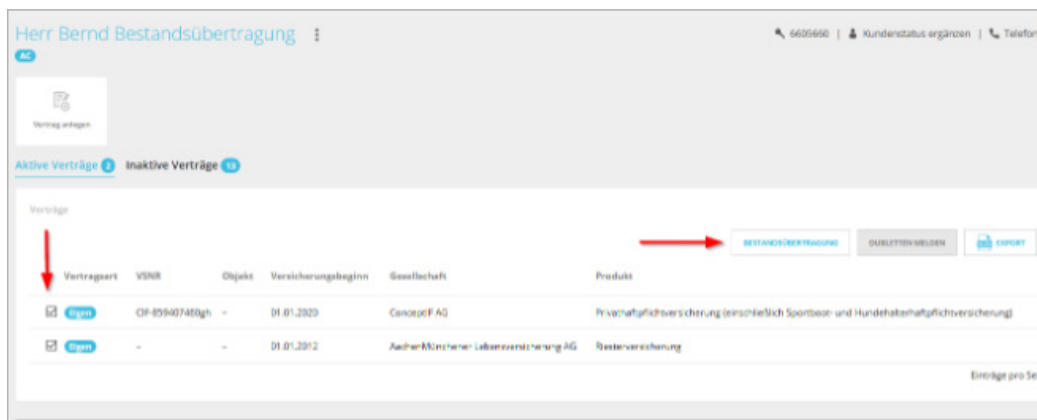 Herr Bernd Bestandsübertragung
6605660 | Kundenstatus ergänzen | Telefon
AC
Vertrag anlegen
Aktive Verträge 2 Inaktive Verträge 13
Verträge
BESTANDSÜBERTRAGUNG DUBLETTEN MELDEN EXPORT
Vertragsart VSNR Objekt Versicherungsbeginn Gesellschaft Produkt
Eigen – 01.01.2020 ConceptIF AG Privathaftpflichtversicherung (einschließlich Sportboot- und Hundehalterhaftpflichtversicherung)
Eigen – – 01.01.2012 AachenMünchener Lebensversicherung AG Riesterversicherung
Einträge pro Se